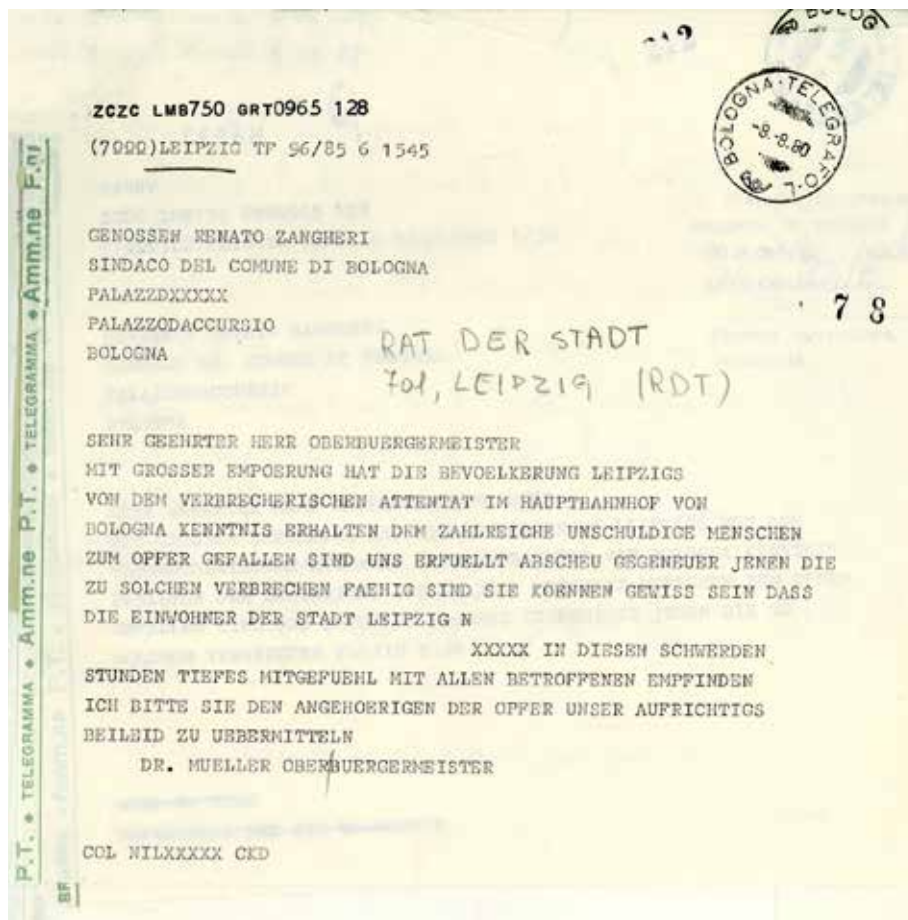 BOLOG
ZCZC LMB750 GRT0965 128
(7000)LEIPZIG TF 96/85 6 1545
BOLOGNA-TELEGRAFO-L
-8.-8.80
GENOSSEN RENATO ZANGHERI
SINDACO DEL COMUNE DI BOLOGNA
PALAZZDXXXXX
PALAZZODACCURSIO
BOLOGNA
78
RAT DER STADT
701, LEIPZIG (RDT)
SEHR GEEHRTER HERR OBERBUERGERMEISTER
MIT GROSSER EMPOERUNG HAT DIE BEVOELKERUNG LEIPZIGS
VON DEM VERBRECHERISCHEN ATTENTAT IM HAUPTBAHNHOF VON
BOLOGNA KENNTNIS ERHALTEN DEM ZAHLREICHE UNSCHULDIGE MENSCHEN
ZUM OPFER GEFALLEN SIND UNS ERFUELLT ABSCHEU GEGENEUER JENEN DIE
ZU SOLCHEN VERBRECHEN FAEHIG SIND SIE KOENNEN GEWISS SEIN DASS
DIE EINWOHNER DER STADT LEIPZIG N
XXXXX IN DIESEN SCHWERDEN
STUNDEN TIEFES MITGEFUEHL MIT ALLEN BETROFFENEN EMPFINDEN
ICH BITTE SIE DEN ANGEHOERIGEN DER OPFER UNSER AUFRICHTIGS
BEILEID ZU UEBERMITTELN
DR. MUELLER OBERBUERGERMEISTER
COL NILXXXXX CKD
P.T. • TELEGRAMMA • Amm.ne P.T. • TELEGRAMMA • Amm.ne P.T.